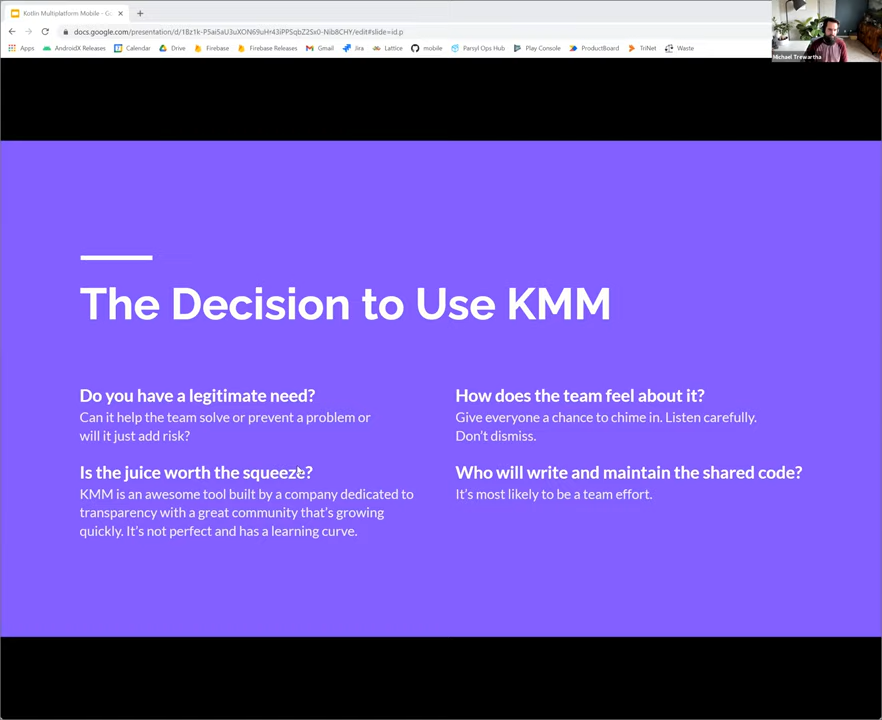 Kotlin Multiplatform Mobile - Go
docs.google.com/presentation/d/18z1k-P5ai5aU3uXON69uHr43iPPSqbZ2Sx0-Nib8CHY/edit#slide=id.p
Apps AndroidX Releases Calendar Drive Firebase Firebase Releases Gmail Jira Lattice mobile Parsyl Ops Hub Play Console ProductBoard TriNet Waste
Michael Trewartha
The Decision to Use KMM
Do you have a legitimate need?
Can it help the team solve or prevent a problem or
will it just add risk?
Is the juice worth the squeeze?
KMM is an awesome tool built by a company dedicated to
transparency with a great community that's growing
quickly. It's not perfect and has a learning curve.
How does the team feel about it?
Give everyone a chance to chime in. Listen carefully.
Don't dismiss.
Who will write and maintain the shared code?
It's most likely to be a team effort.